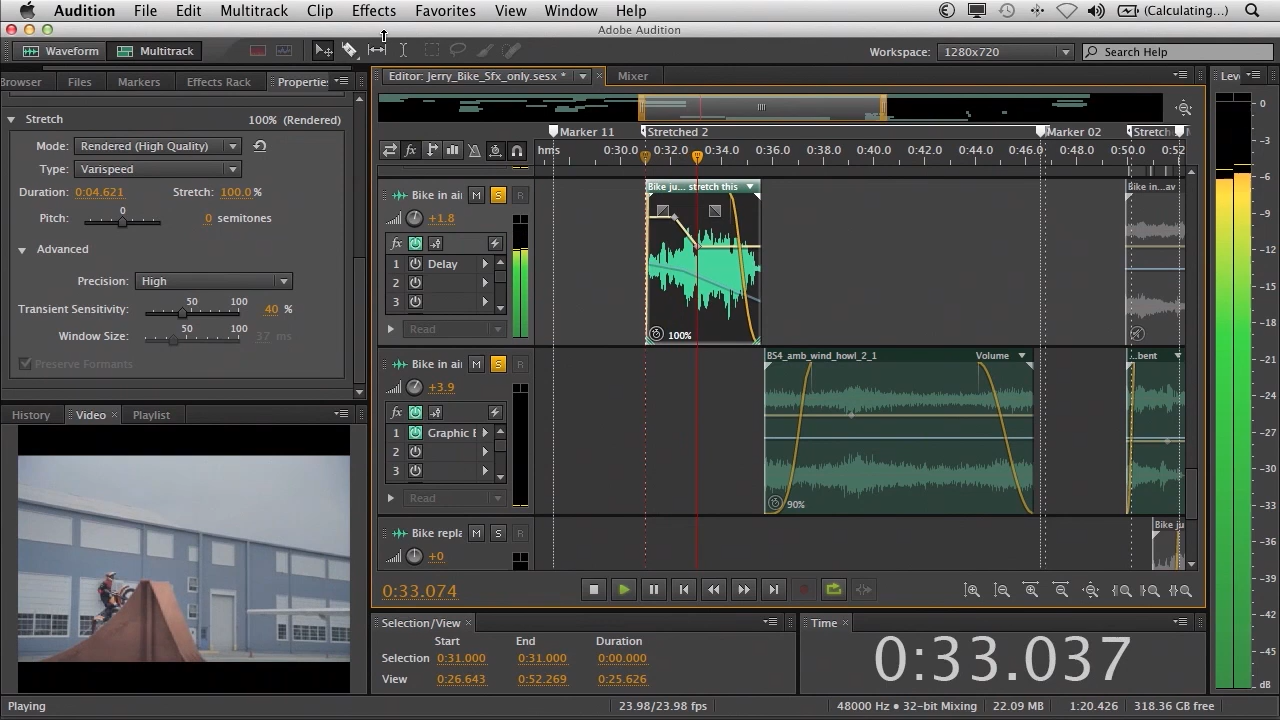 Audition File Edit Multitrack Clip Effects Favorites View Window Help (Calculating...)
Adobe Audition
Waveform Multitrack Workspace: 1280x720 Search Help
Browser Files Markers Effects Rack Properties
Stretch 100% (Rendered)
Mode: Rendered (High Quality)
Type: Varispeed
Duration: 0:04.621 Stretch: 100.0 %
Pitch: 0 0 semitones
Advanced
Precision: High
50 100
Transient Sensitivity: 40 %
50 100
Window Size: 37 ms
Preserve Formants
History Video Playlist
Editor: Jerry_Bike_Sfx_only.sesx * Mixer
Marker 11 Stretched 2 Marker 02 Stretch
hms 0:30.0 0:32.0 0:34.0 0:36.0 0:38.0 0:40.0 0:42.0 0:44.0 0:46.0 0:48.0 0:50.0 0:52
Bike in air M S R
+1.8
fx
1 Delay
2
3
Read
Bike ju... stretch this
100%
Bike in...av
Bike in air M S R
+3.9
fx
1 Graphic E
2
3
Read
BS4_amb_wind_howl_2_1 Volume
90%
...bent
Bike repla M S R
+0
Bike ju
0:33.074
Selection/View
Start End Duration
Selection 0:31.000 0:31.000 0:00.000
View 0:26.643 0:52.269 0:25.626
Time
0:33.037
Leve
0
-3
-6
-9
-12
-15
-18
-21
-24
-27
-30
-33
-36
-39
-45
dB
Playing 23.98/23.98 fps 48000 Hz • 32-bit Mixing 22.09 MB 1:20.426 318.36 GB free